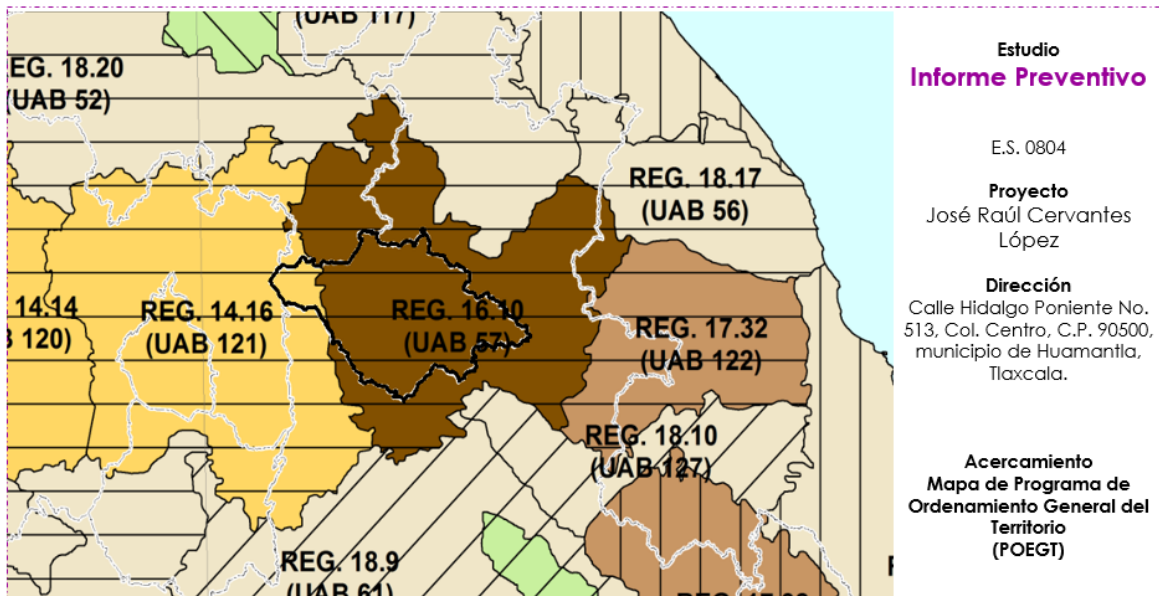 (UAB 117)
EG. 18.20
(UAB 52)
REG. 18.17
(UAB 56)
14.14
120)
REG. 14.16
(UAB 121)
REG. 16.10
(UAB 57)
REG. 17.32
(UAB 122)
REG. 18.10
(UAB 127)
REG. 18.9
(UAB 61)
Estudio
Informe Preventivo
E.S. 0804
Proyecto
José Raúl Cervantes
López
Dirección
Calle Hidalgo Poniente No.
513, Col. Centro, C.P. 90500,
municipio de Huamantla,
Tlaxcala.
Acercamiento
Mapa de Programa de
Ordenamiento General del
Territorio
(POEGT)